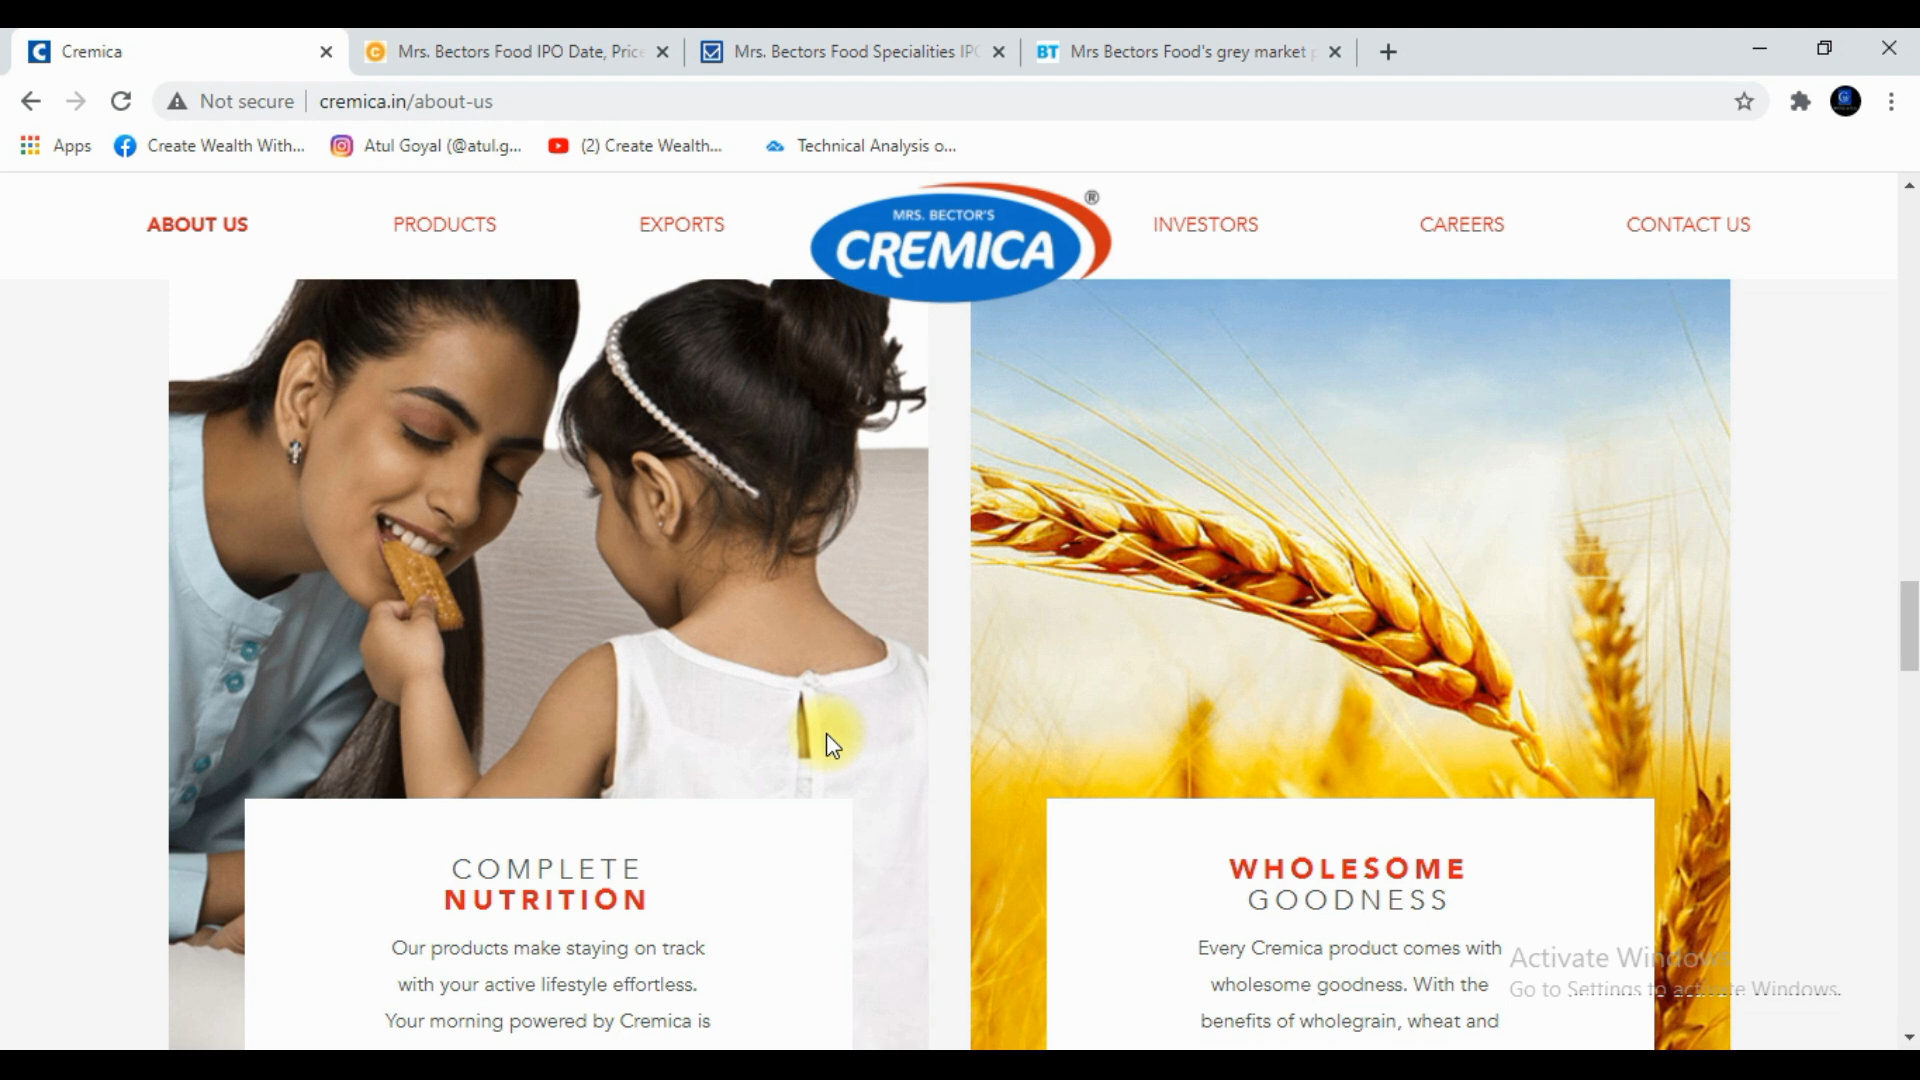 Cremica
Mrs. Bectors Food IPO Date, Price
Mrs. Bectors Food Specialities IPO
BT Mrs Bectors Food's grey market p
Not secure cremica.in/about-us
Apps
Create Wealth With...
Atul Goyal (@atul.g...
(2) Create Wealth...
Technical Analysis o...
ABOUT US
PRODUCTS
EXPORTS
MRS. BECTOR'S
CREMICA
®
INVESTORS
CAREERS
CONTACT US
COMPLETE
NUTRITION
Our products make staying on track
with your active lifestyle effortless.
Your morning powered by Cremica is
WHOLESOME
GOODNESS
Every Cremica product comes with
wholesome goodness. With the
benefits of wholegrain, wheat and
Activate Windows
Go to Settings to activate Windows.